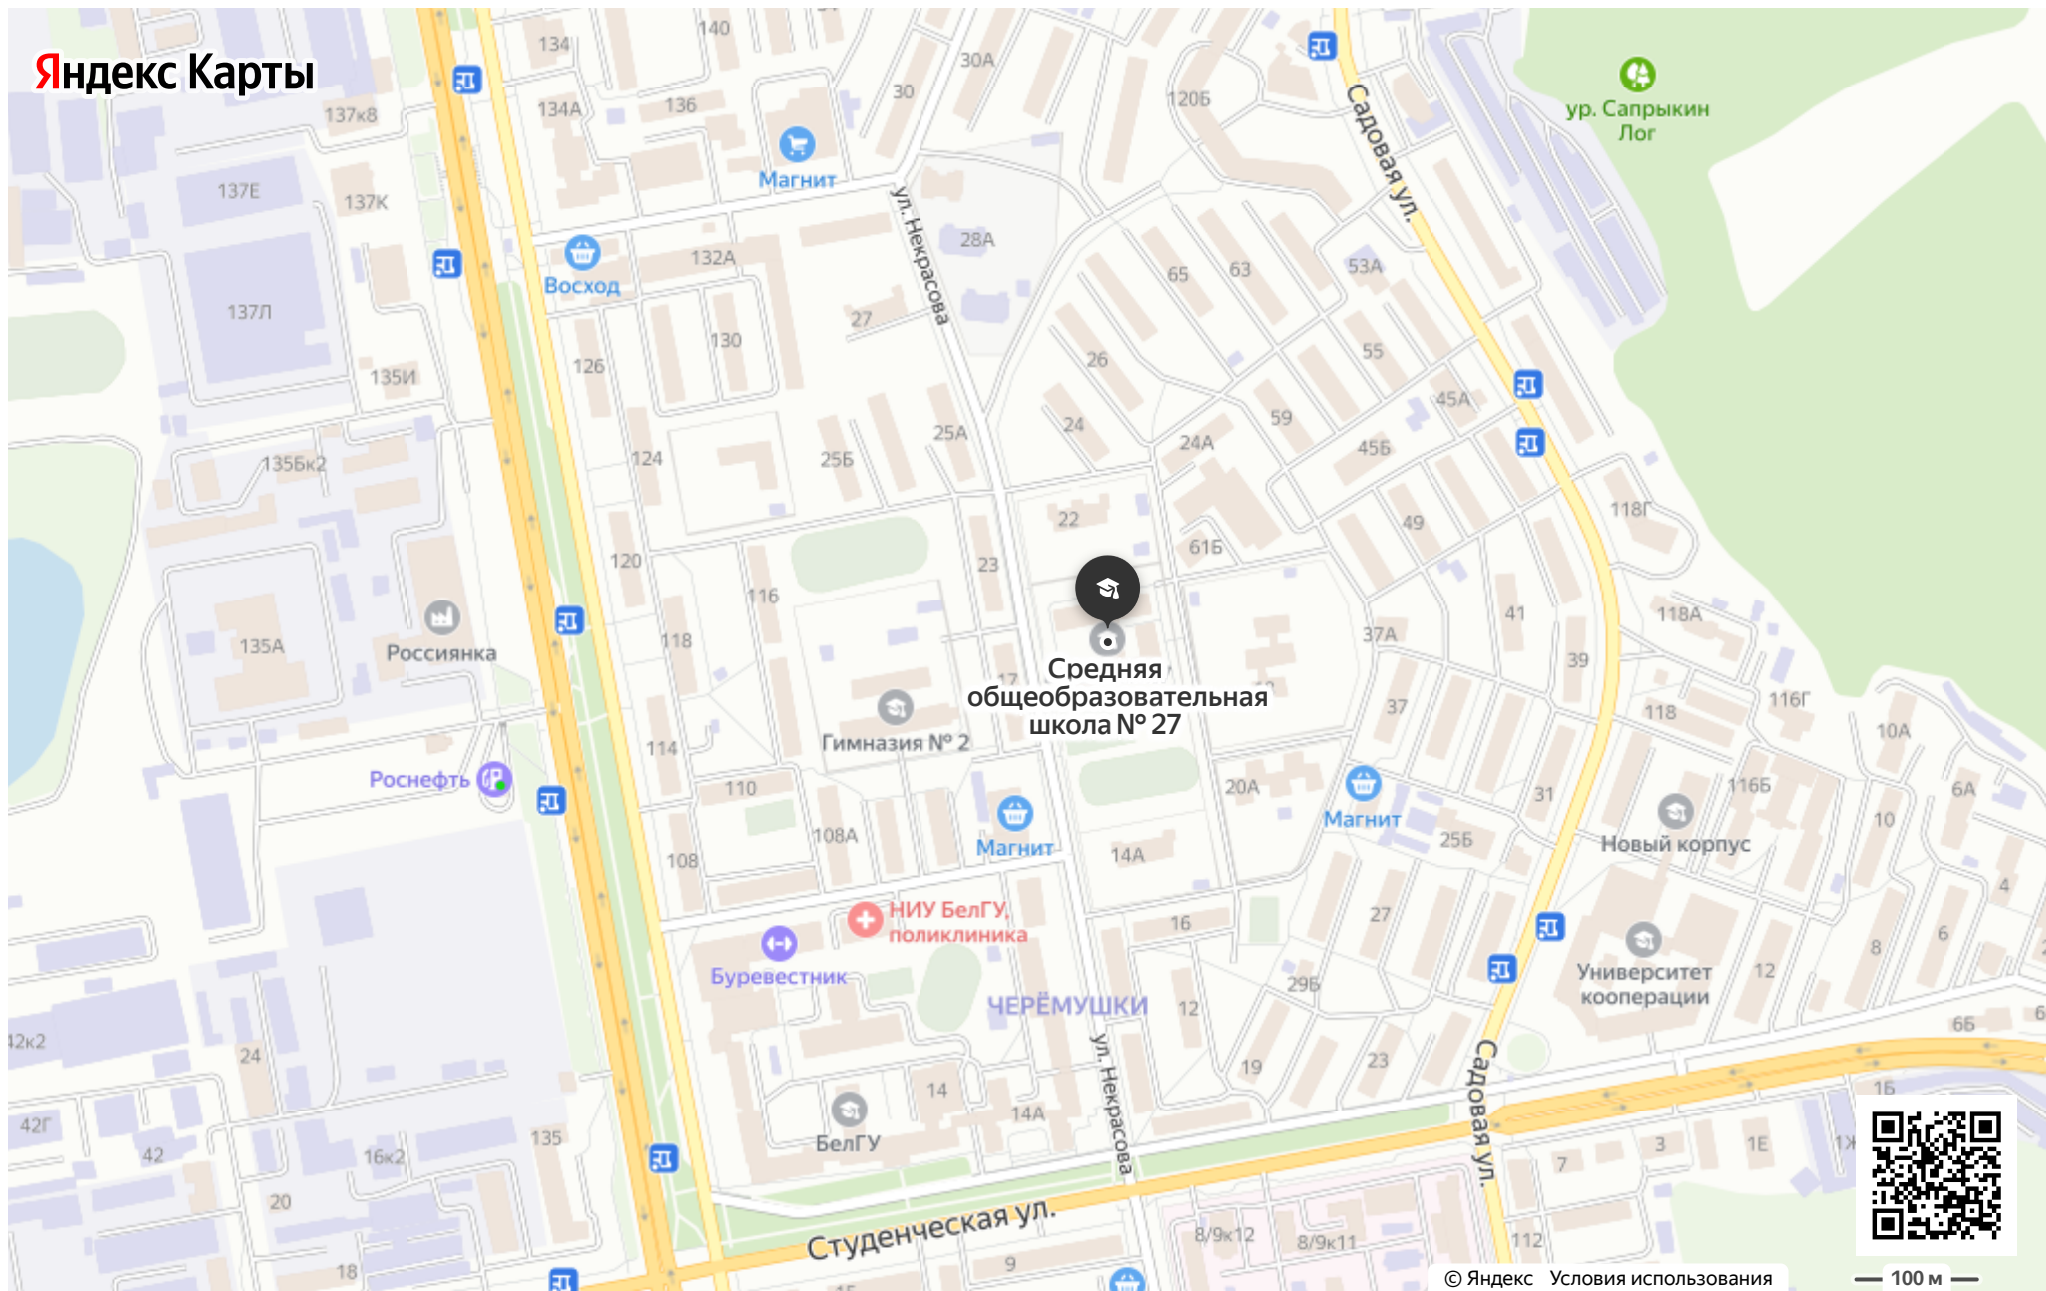 Яндекс Карты
134
140
30А
30
120Б
137к8
134А
136
ур. Сапрыкин
Лог
Садовая ул.
Магнит
137Е
137К
ул. Некрасова
28А
132А
Восход
65
63
53А
137Л
27
130
126
26
55
135И
45А
24
59
25А
24А
45Б
124
25Б
135Бк2
22
49
118Г
23
61Б
120
116
41
118А
Россиянка
135А
118
37А
39
Средняя
общеобразовательная
школа № 27
17
37
118
116Г
10А
Гимназия № 2
114
Роснефть
110
20А
31
116Б
6А
Магнит
10
108А
Магнит
14А
25Б
Новый корпус
108
4
НИУ БелГУ,
поликлиника
16
27
6
8
Буревестник
Университет
кооперации
12
29Б
ЧЕРЁМУШКИ
12
6Б
42к2
24
ул. Некрасова
19
23
Садовая ул.
14
14А
1Б
42Г
БелГУ
135
42
16к2
7
3
1Е
20
Студенческая ул.
8/9к12
8/9к11
112
18
9
© Яндекс Условия использования
100 м